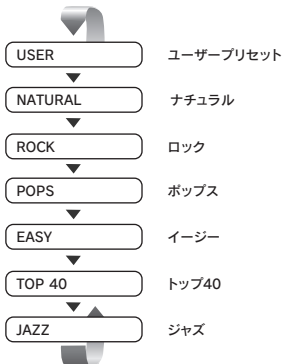 USER ユーザープリセット
NATURAL ナチュラル
ROCK ロック
POPS ポップス
EASY イージー
TOP 40 トップ40
JAZZ ジャズ